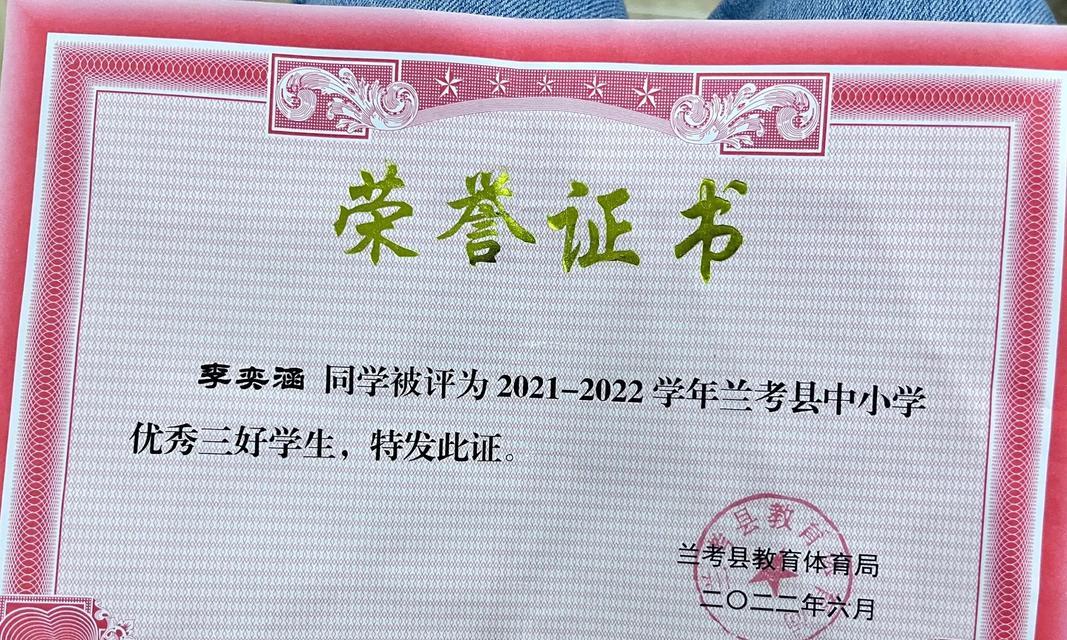 荣誉证书
李奕涵 同学被评为 2021-2022 学年兰考县中小学
优秀三好学生，特发此证。
兰考县教育体育局
二〇二二年六月